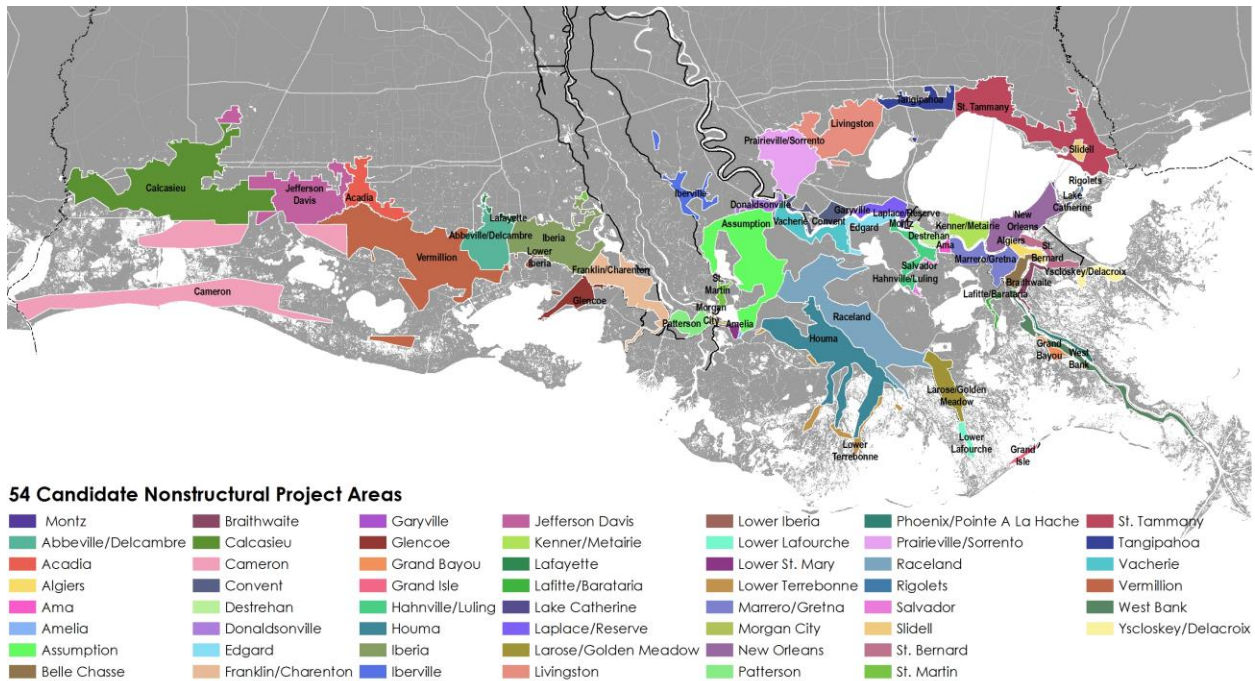 Tangipahoa
St. Tammany
Livingston
Prairieville/Sorrento
Slidell
Rigolets
Calcasieu
Jefferson
Davis
Acadia
Iberville
Lake
Catherine
Donaldsonville
Garyville
Laplace/Reserve
Lafayette
Vacherie
Convent
Montz
New
Orleans
Assumption
Edgard
Kenner/Metairie
Abbeville/Delcambre
Iberia
Destrehan
Algiers
Ama
St.
Bernard
Lower
Iberia
Vermillion
Marrero/Gretna
Salvador
Franklin/Charenton
Yscloskey/Delacroix
Hahnville/Luling
Braithwaite
St.
Martin
Cameron
Glencoe
Lafitte/Barataria
Morgan
City
Raceland
Patterson
Amelia
Houma
Grand
Bayou
West
Bank
Larose/Golden
Meadow
Lower
Terrebonne
Lower
Lafourche
Grand
Isle
54 Candidate Nonstructural Project Areas
Montz
Abbeville/Delcambre
Acadia
Algiers
Ama
Amelia
Assumption
Belle Chasse
Braithwaite
Calcasieu
Cameron
Convent
Destrehan
Donaldsonville
Edgard
Franklin/Charenton
Garyville
Glencoe
Grand Bayou
Grand Isle
Hahnville/Luling
Houma
Iberia
Iberville
Jefferson Davis
Kenner/Metairie
Lafayette
Lafitte/Barataria
Lake Catherine
Laplace/Reserve
Larose/Golden Meadow
Livingston
Lower Iberia
Lower Lafourche
Lower St. Mary
Lower Terrebonne
Marrero/Gretna
Morgan City
New Orleans
Patterson
Phoenix/Pointe A La Hache
Prairieville/Sorrento
Raceland
Rigolets
Salvador
Slidell
St. Bernard
St. Martin
St. Tammany
Tangipahoa
Vacherie
Vermillion
West Bank
Yscloskey/Delacroix